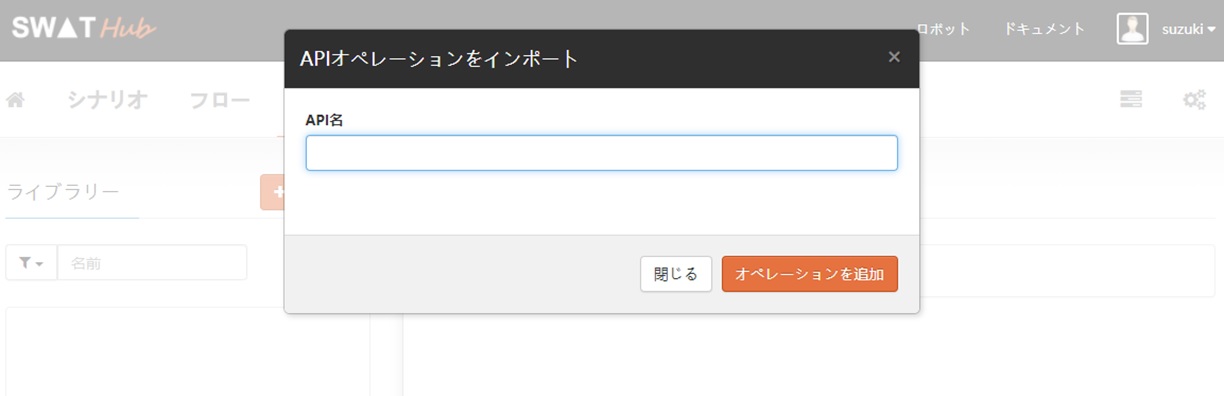 SWAT Hub
ロボット
ドキュメント
suzuki
APIオペレーションをインポート
×
シナリオ
フロー
API名
ライブラリー
+
名前
閉じる
オペレーションを追加